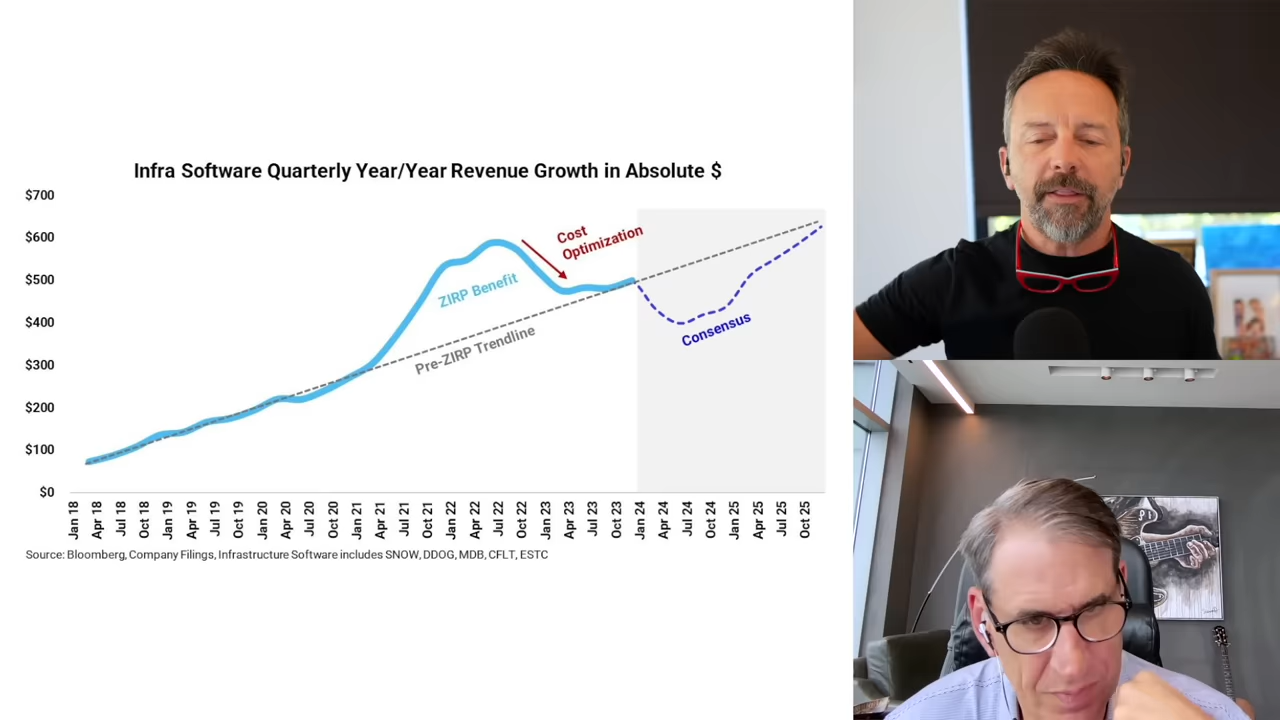 Infra Software Quarterly Year/Year Revenue Growth in Absolute $
$700
$600
$500
$400
$300
$200
$100
$0
Cost
Optimization
ZIRP Benefit
Pre-ZIRP Trendline
Consensus
Jan 18
Apr 18
Jul 18
Oct 18
Jan 19
Apr 19
Jul 19
Oct 19
Jan 20
Apr 20
Jul 20
Oct 20
Jan 21
Apr 21
Jul 21
Oct 21
Jan 22
Apr 22
Jul 22
Oct 22
Jan 23
Apr 23
Jul 23
Oct 23
Jan 24
Apr 24
Jul 24
Oct 24
Jan 25
Apr 25
Jul 25
Oct 25
Source: Bloomberg, Company Filings, Infrastructure Software includes SNOW, DDOG, MDB, CFLT, ESTC